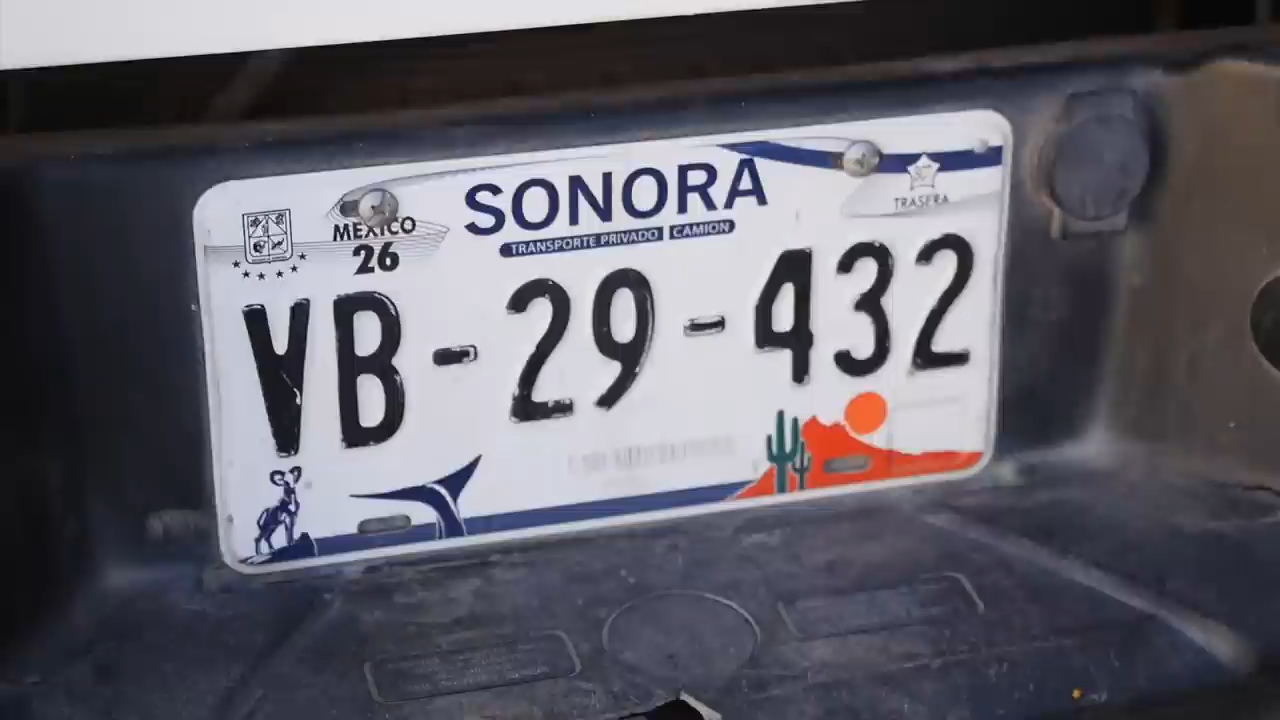 SONORA
MEXICO
26
TRANSPORTE PRIVADO CAMION
TRASERA
VB-29-432